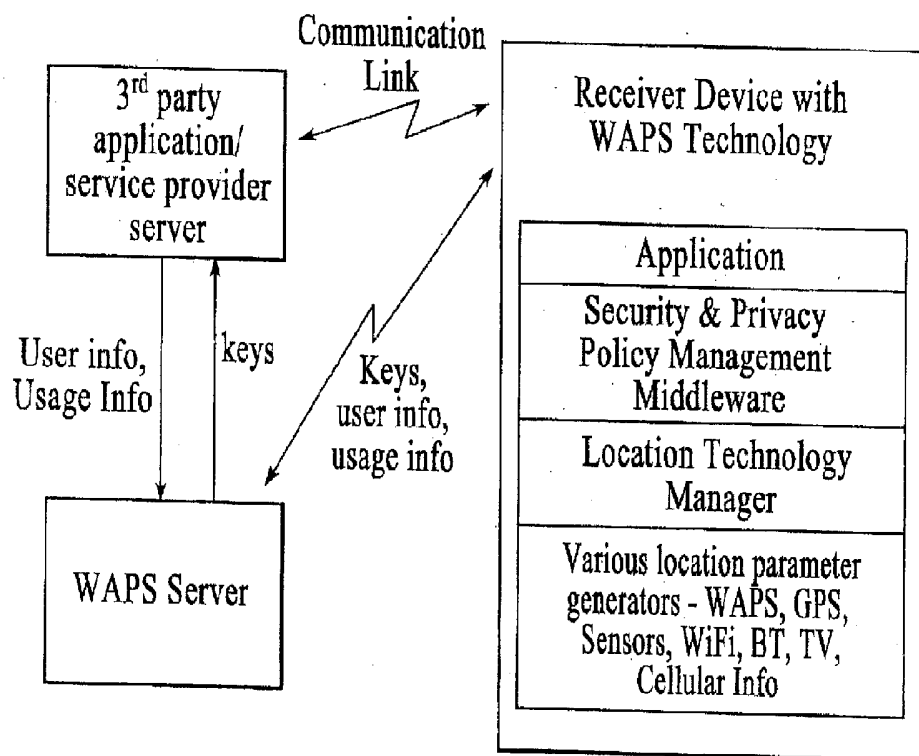 Communication
Link
3rd party
application/
service provider
server
User info,
Usage Info
keys
Keys,
user info,
usage info
WAPS Server
Receiver Device with
WAPS Technology
Application
Security & Privacy
Policy Management
Middleware
Location Technology
Manager
Various location parameter
generators - WAPS, GPS,
Sensors, WiFi, BT, TV,
Cellular Info